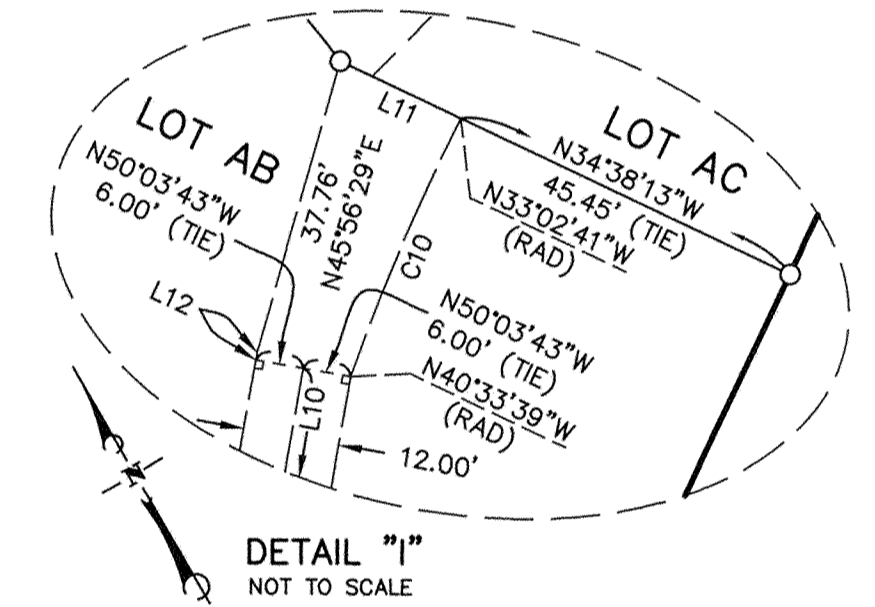 LOT AB
N50°03'43"W
6.00' (TIE)
L11
37.76'
N45°56'29"E
C10
LOT AC
N34°38'13"W
45.45' (TIE)
N33°02'41"W
(RAD)
L12
N50°03'43"W
6.00' (TIE)
N40°33'39"W
(RAD)
L10
12.00'
N
DETAIL "I"
NOT TO SCALE